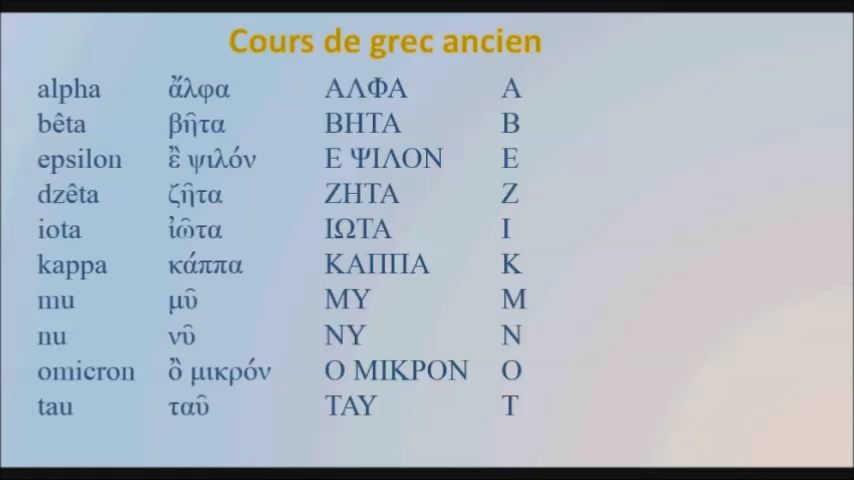 Cours de grec ancien
alpha ἄλφα ΑΛΦΑ Α
bêta βῆτα ΒΗΤΑ Β
epsilon ἒ ψιλόν Ε ΨΙΛΟΝ Ε
dzêta ζῆτα ΖΗΤΑ Ζ
iota ἰῶτα ΙΩΤΑ Ι
kappa κάππα ΚΑΠΠΑ Κ
mu μῦ ΜΥ Μ
nu νῦ ΝΥ Ν
omicron ὂ μικρόν Ο ΜΙΚΡΟΝ Ο
tau ταῦ ΤΑΥ Τ